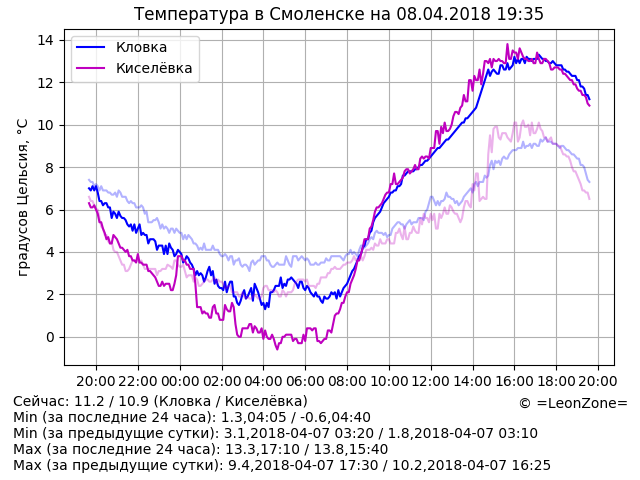 Температура в Смоленске на 08.04.2018 19:35
Кловка
Киселёвка
градусов Цельсия, °C
14
12
10
8
6
4
2
0
20:00 22:00 00:00 02:00 04:00 06:00 08:00 10:00 12:00 14:00 16:00 18:00 20:00
Сейчас: 11.2 / 10.9 (Кловка / Киселёвка)
© =LeonZone=
Min (за последние 24 часа): 1.3,04:05 / -0.6,04:40
Min (за предыдущие сутки): 3.1,2018-04-07 03:20 / 1.8,2018-04-07 03:10
Max (за последние 24 часа): 13.3,17:10 / 13.8,15:40
Max (за предыдущие сутки): 9.4,2018-04-07 17:30 / 10.2,2018-04-07 16:25